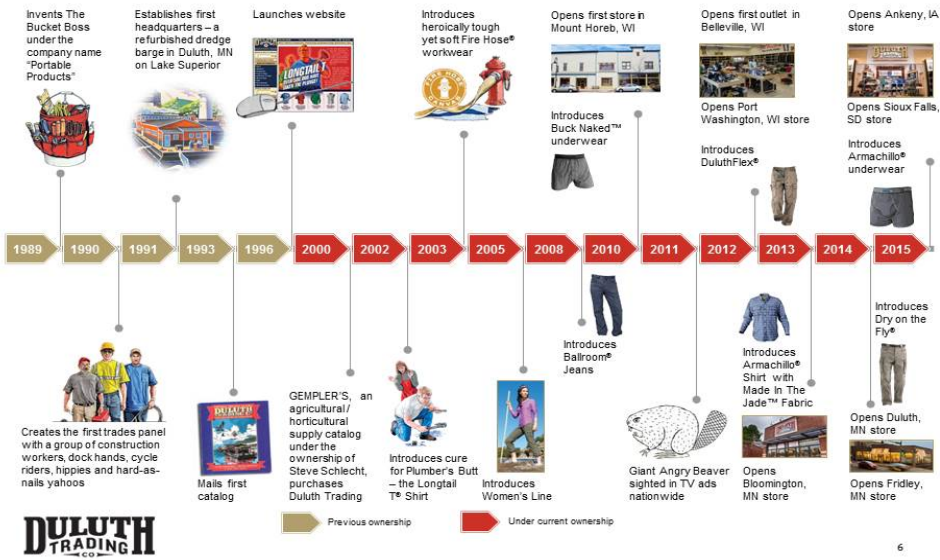 Invents The
Bucket Boss
under the
company name
"Portable
Products"
Establishes first
headquarters – a
refurbished dredge
barge in Duluth, MN
on Lake Superior
Launches website
LONGTAIL T
Introduces
heroically tough
yet soft Fire Hose®
workwear
FIRE HOSE
CANVAS
Opens first store in
Mount Horeb, WI
Introduces
Buck Naked™
underwear
Opens first outlet in
Belleville, WI
Opens Port
Washington, WI store
Introduces
DuluthFlex®
Opens Ankeny, IA
store
DULUTH
Opens Sioux Falls,
SD store
Introduces
Armachillo®
underwear
1989 1990 1991 1993 1996 2000 2002 2003 2005 2008 2010 2011 2012 2013 2014 2015
Creates the first trades panel
with a group of construction
workers, dock hands, cycle
riders, hippies and hard-as-
nails yahoos
DULUTH
Mails first
catalog
GEMPLER'S, an
agricultural /
horticultural
supply catalog
under the
ownership of
Steve Schlecht,
purchases
Duluth Trading
Introduces cure
for Plumber's Butt
– the Longtail
T® Shirt
Introduces
Women's Line
Introduces
Ballroom®
Jeans
Giant Angry Beaver
sighted in TV ads
nationwide
Introduces
Armachillo®
Shirt with
Made In The
Jade™ Fabric
Opens
Bloomington,
MN store
Introduces
Dry on the
Fly®
Opens Duluth,
MN store
Opens Fridley,
MN store
Previous ownership
Under current ownership
DULUTH
TRADING
CO
6